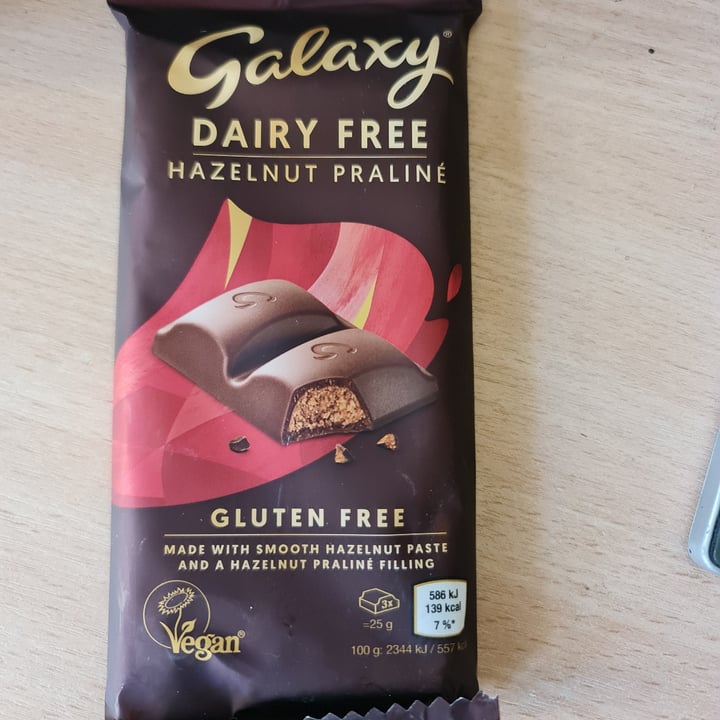 Galaxy®
DAIRY FREE
HAZELNUT PRALINÉ
G
G
GLUTEN FREE
MADE WITH SMOOTH HAZELNUT PASTE
AND A HAZELNUT PRALINÉ FILLING
Vegan®
3x
=25 g
586 kJ
139 kcal
7 %*
100 g: 2344 kJ / 557